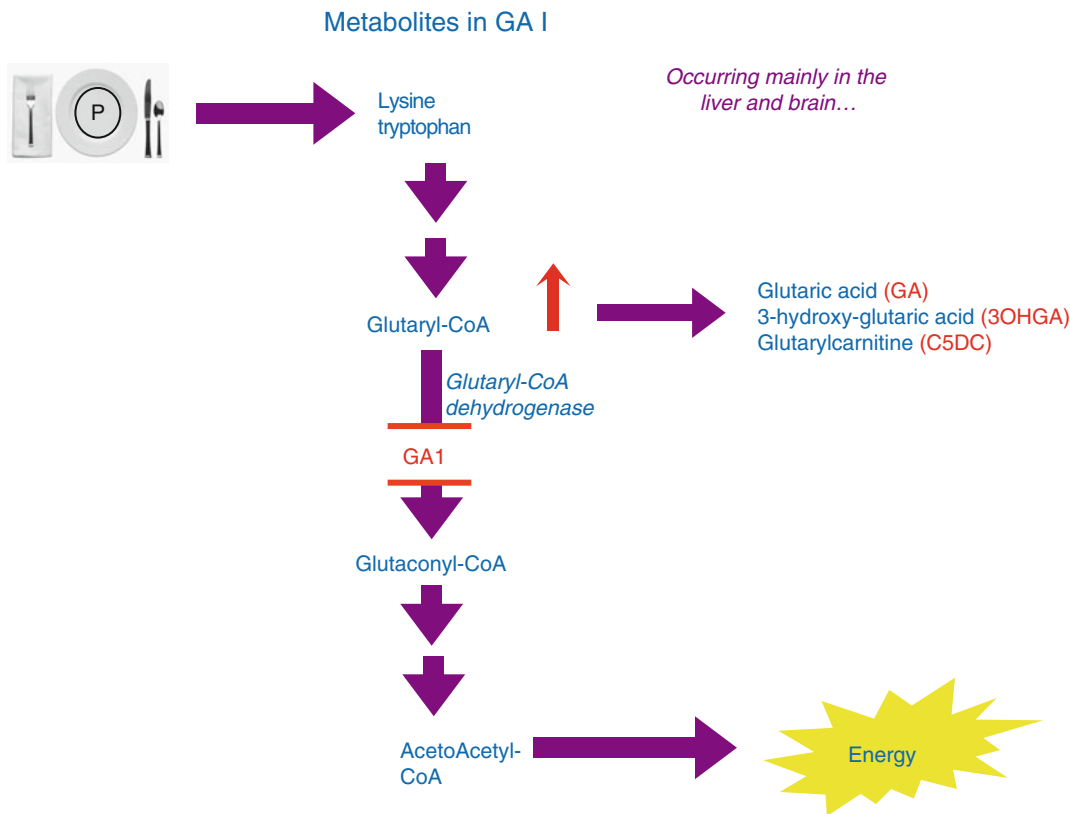 Metabolites in GA I
Occurring mainly in the
liver and brain...
P
Lysine
tryptophan
Glutaryl-CoA
Glutaric acid (GA)
3-hydroxy-glutaric acid (3OHGA)
Glutarylcarnitine (C5DC)
Glutaryl-CoA
dehydrogenase
GA1
Glutaconyl-CoA
AcetoAcetyl-
CoA
Energy